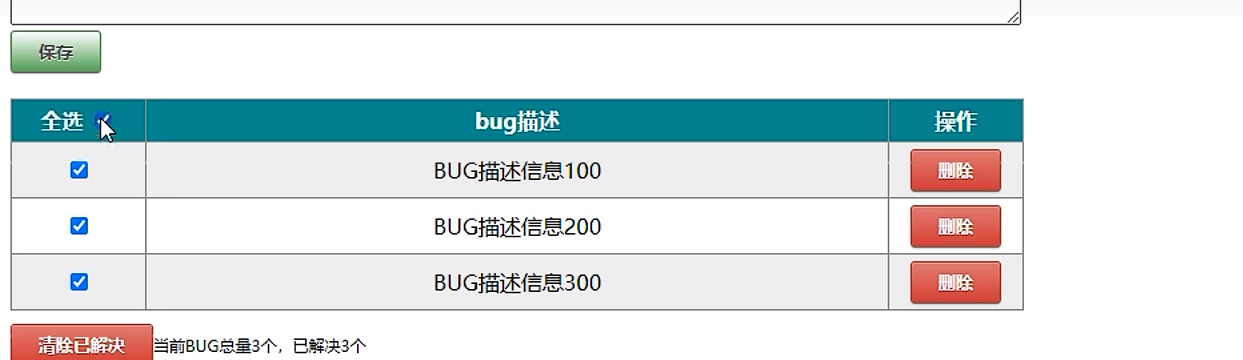 保存
全选 bug描述 操作
BUG描述信息100 删除
BUG描述信息200 删除
BUG描述信息300 删除
清除已解决 当前BUG总量3个，已解决3个